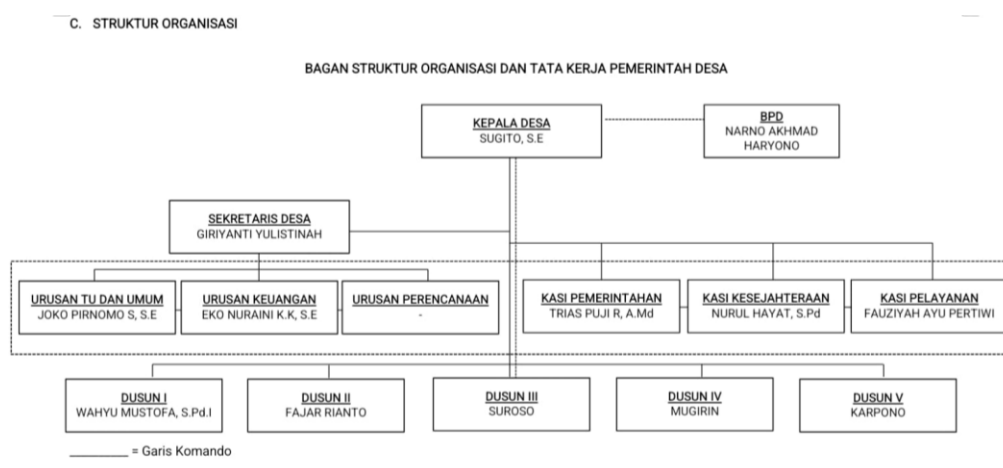 C. STRUKTUR ORGANISASI
BAGAN STRUKTUR ORGANISASI DAN TATA KERJA PEMERINTAH DESA
KEPALA DESA
SUGITO, S.E
BPD
NARNO AKHMAD
HARYONO
SEKRETARIS DESA
GIRIYANTI YULISTINAH
URUSAN TU DAN UMUM
JOKO PIRNOMO S, S.E
URUSAN KEUANGAN
EKO NURAINI K.K, S.E
URUSAN PERENCANAAN
-
KASI PEMERINTAHAN
TRIAS PUJI R, A.Md
KASI KESEJAHTERAAN
NURUL HAYAT, S.Pd
KASI PELAYANAN
FAUZIYAH AYU PERTIWI
DUSUN I
WAHYU MUSTOFA, S.Pd.I
DUSUN II
FAJAR RIANTO
DUSUN III
SUROSO
DUSUN IV
MUGIRIN
DUSUN V
KARPONO
_________ = Garis Komando